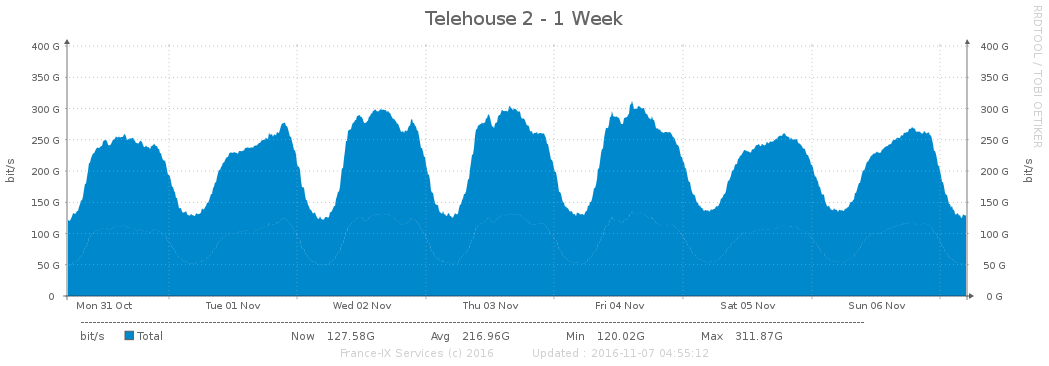 Telehouse 2 - 1 Week
RRDTOOL / TOBI OETIKER
bit/s
400 G
350 G
300 G
250 G
200 G
150 G
100 G
50 G
0
400 G
350 G
300 G
250 G
200 G
150 G
100 G
50 G
0 G
bit/s
Mon 31 Oct Tue 01 Nov Wed 02 Nov Thu 03 Nov Fri 04 Nov Sat 05 Nov Sun 06 Nov
bit/s Total Now 127.58G Avg 216.96G Min 120.02G Max 311.87G
France-IX Services (c) 2016 Updated : 2016-11-07 04:55:12